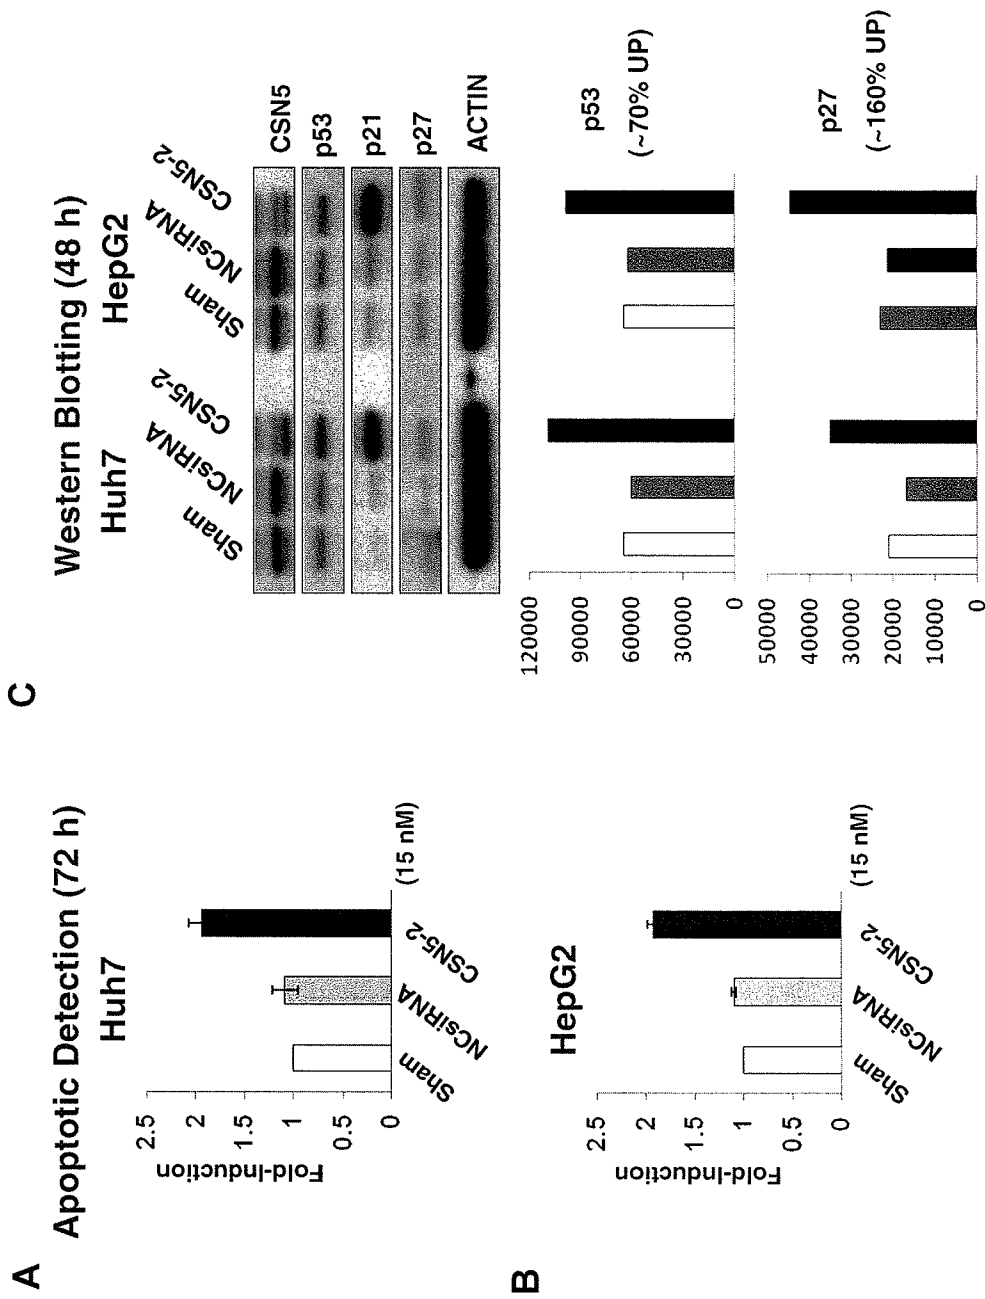 A
Apoptotic Detection (72 h)
Huh7
Fold-Induction
2.5
2
1.5
1
0.5
0
Sham
NCsiRNA
CSN5-2
(15 nM)
B
HepG2
Fold-Induction
2.5
2
1.5
1
0.5
0
Sham
NCsiRNA
CSN5-2
(15 nM)
C
Western Blotting (48 h)
Huh7
HepG2
Sham
NCsiRNA
CSN5-2
Sham
NCsiRNA
CSN5-2
CSN5
p53
p21
p27
ACTIN
120000
90000
60000
30000
0
p53
(~70% UP)
50000
40000
30000
20000
10000
0
p27
(~160% UP)